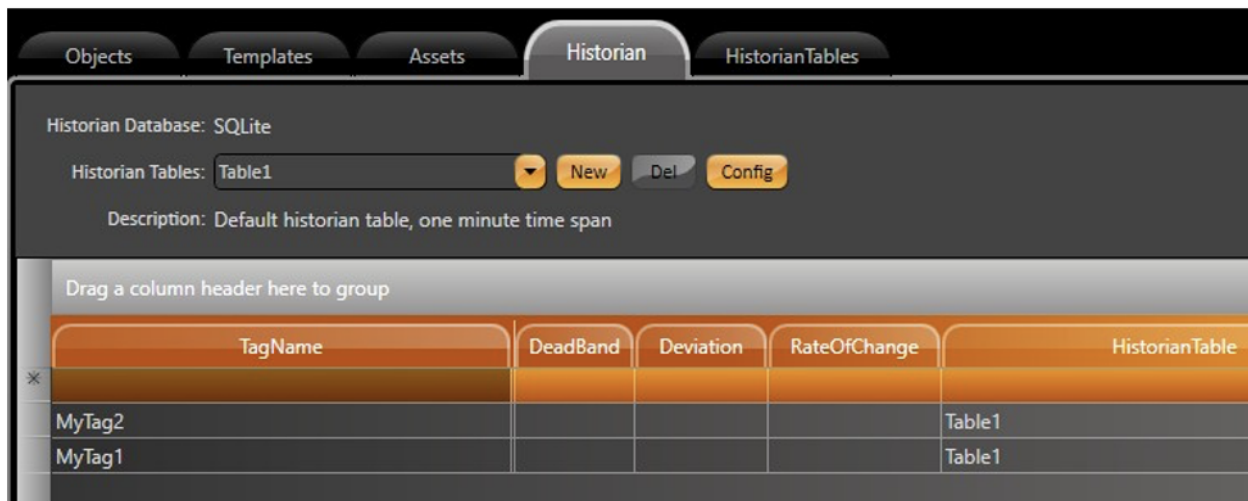 Objects Templates Assets Historian HistorianTables
Historian Database: SQLite
Historian Tables: Table1 New Del Config
Description: Default historian table, one minute time span
Drag a column header here to group
TagName DeadBand Deviation RateOfChange HistorianTable
MyTag2 Table1
MyTag1 Table1